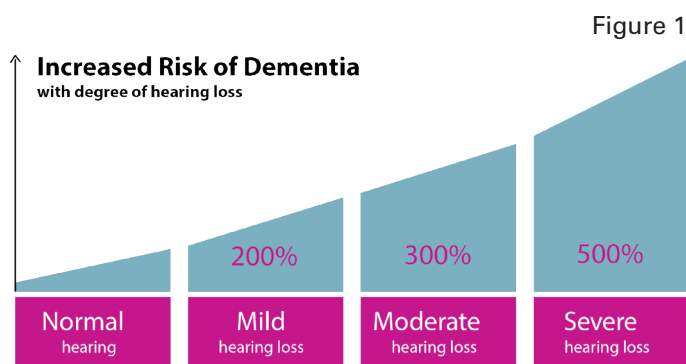 Figure 1
Increased Risk of Dementia
with degree of hearing loss
200%
300%
500%
Normal
hearing
Mild
hearing loss
Moderate
hearing loss
Severe
hearing loss